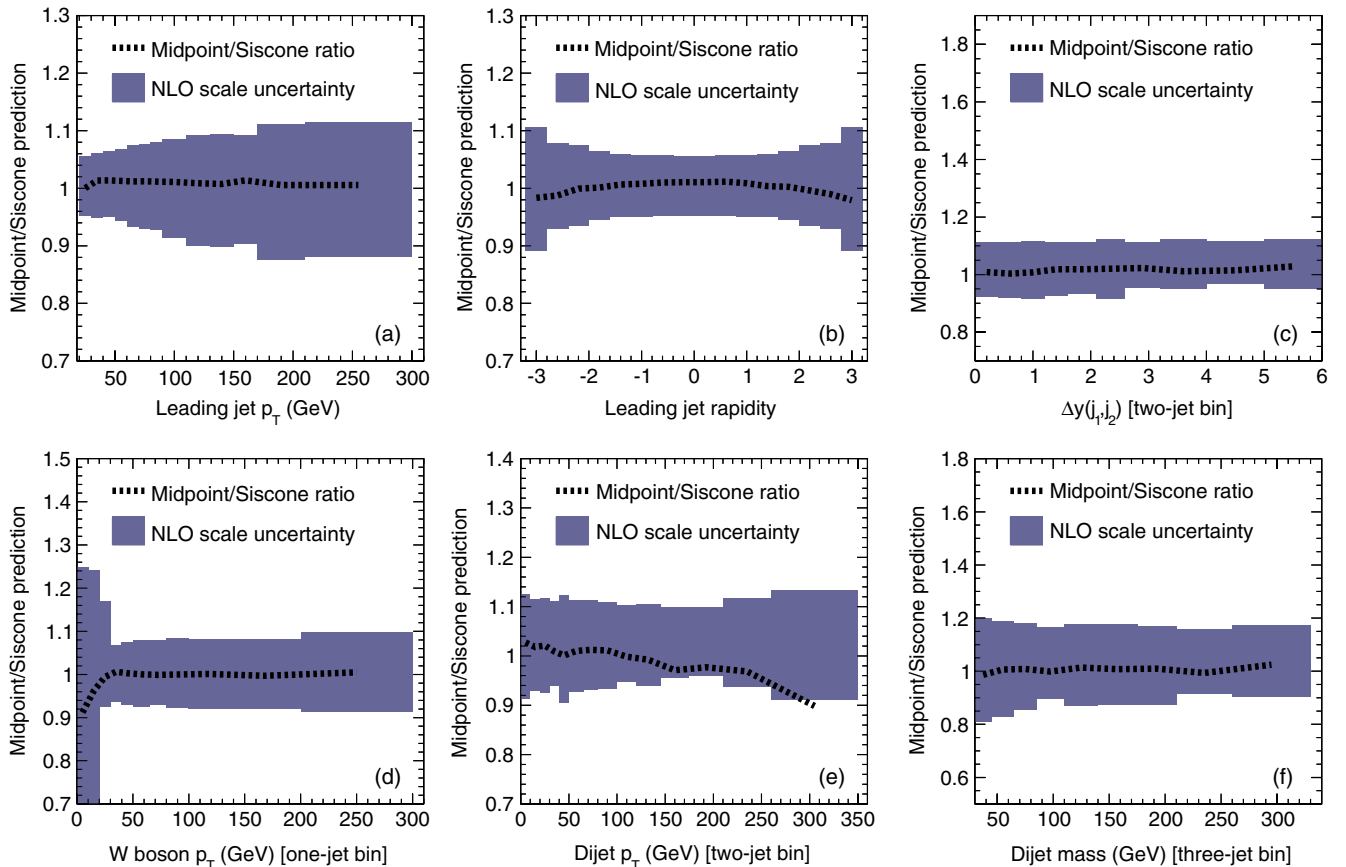 1.3
1.2
1.1
1
0.9
0.8
0.7
Midpoint/Siscone prediction
Midpoint/Siscone ratio
NLO scale uncertainty
(a)
50 100 150 200 250 300
Leading jet p_T (GeV)
1.3
1.2
1.1
1
0.9
0.8
0.7
Midpoint/Siscone prediction
Midpoint/Siscone ratio
NLO scale uncertainty
(b)
-3 -2 -1 0 1 2 3
Leading jet rapidity
1.8
1.6
1.4
1.2
1
0.8
Midpoint/Siscone prediction
Midpoint/Siscone ratio
NLO scale uncertainty
(c)
0 1 2 3 4 5 6
Δy(j_1,j_2) [two-jet bin]
1.5
1.4
1.3
1.2
1.1
1
0.9
0.8
0.7
Midpoint/Siscone prediction
Midpoint/Siscone ratio
NLO scale uncertainty
(d)
0 50 100 150 200 250 300
W boson p_T (GeV) [one-jet bin]
1.4
1.3
1.2
1.1
1
0.9
0.8
0.7
Midpoint/Siscone prediction
Midpoint/Siscone ratio
NLO scale uncertainty
(e)
0 50 100 150 200 250 300 350
Dijet p_T (GeV) [two-jet bin]
1.8
1.6
1.4
1.2
1
0.8
0.6
Midpoint/Siscone prediction
Midpoint/Siscone ratio
NLO scale uncertainty
(f)
50 100 150 200 250 300
Dijet mass (GeV) [three-jet bin]